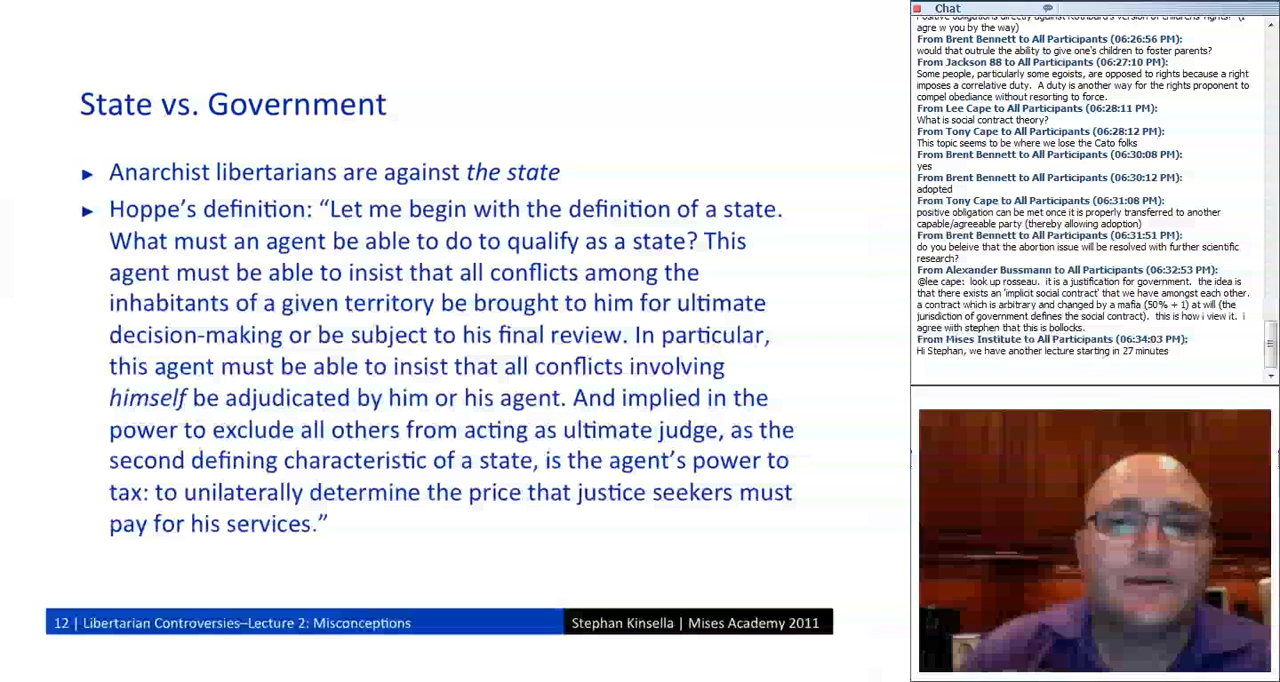 State vs. Government
► Anarchist libertarians are against the state
► Hoppe's definition: “Let me begin with the definition of a state.
What must an agent be able to do to qualify as a state? This
agent must be able to insist that all conflicts among the
inhabitants of a given territory be brought to him for ultimate
decision-making or be subject to his final review. In particular,
this agent must be able to insist that all conflicts involving
himself be adjudicated by him or his agent. And implied in the
power to exclude all others from acting as ultimate judge, as the
second defining characteristic of a state, is the agent's power to
tax: to unilaterally determine the price that justice seekers must
pay for his services.”
12 | Libertarian Controversies–Lecture 2: Misconceptions
Stephan Kinsella | Mises Academy 2011
Chat
agre w you by the way)
From Brent Bennett to All Participants (06:26:56 PM):
would that outrule the ability to give one's children to foster parents?
From Jackson 88 to All Participants (06:27:10 PM):
Some people, particularly some egoists, are opposed to rights because a right
imposes a correlative duty. A duty is another way for the rights proponent to
compel obediance without resorting to force.
From Lee Cape to All Participants (06:28:11 PM):
What is social contract theory?
From Tony Cape to All Participants (06:28:12 PM):
This topic seems to be where we lose the Cato folks
From Brent Bennett to All Participants (06:30:08 PM):
yes
From Brent Bennett to All Participants (06:30:12 PM):
adopted
From Tony Cape to All Participants (06:31:08 PM):
positive obligation can be met once it is properly transferred to another
capable/agreeable party (thereby allowing adoption)
From Brent Bennett to All Participants (06:31:51 PM):
do you beleive that the abortion issue will be resolved with further scientific
research?
From Alexander Bussmann to All Participants (06:32:53 PM):
@lee cape: look up rosseau. it is a justification for government. the idea is
that there exists an 'implicit social contract' that we have amongst each other.
a contract which is arbitrary and changed by a mafia (50% + 1) at will (the
jurisdiction of government defines the social contract). this is how i view it. i
agree with stephen that this is bollocks.
From Mises Institute to All Participants (06:34:03 PM):
Hi Stephan, we have another lecture starting in 27 minutes